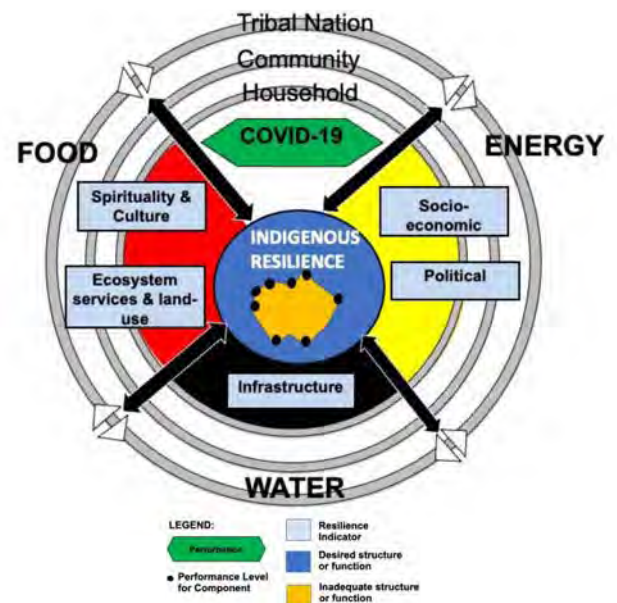 Tribal Nation
Community
Household
COVID-19
FOOD
ENERGY
Spirituality &
Culture
Socio-
economic
INDIGENOUS
RESILIENCE
Ecosystem
services & land-
use
Political
Infrastructure
WATER
LEGEND:
Perturbation
Performance Level
for Component
Resilience
Indicator
Desired structure
or function
Inadequate structure
or function